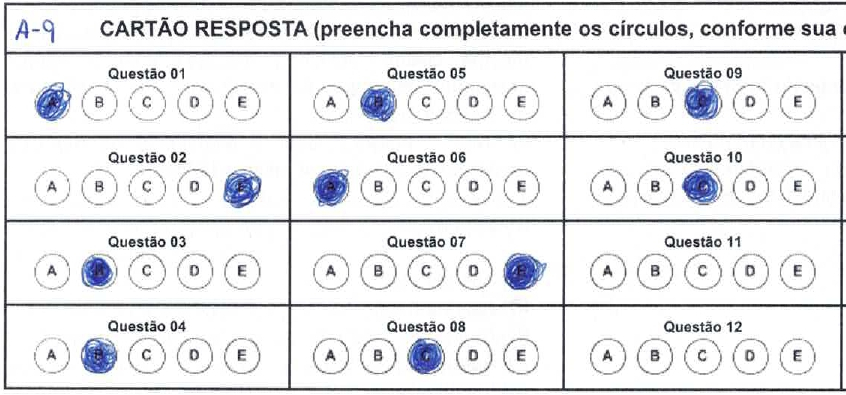 A-9 CARTÃO RESPOSTA (preencha completamente os círculos, conforme sua
Questão 01 Questão 05 Questão 09
A B C D E A B C D E A B C D E
Questão 02 Questão 06 Questão 10
A B C D E A B C D E A B C D E
Questão 03 Questão 07 Questão 11
A B C D E A B C D E A B C D E
Questão 04 Questão 08 Questão 12
A B C D E A B C D E A B C D E